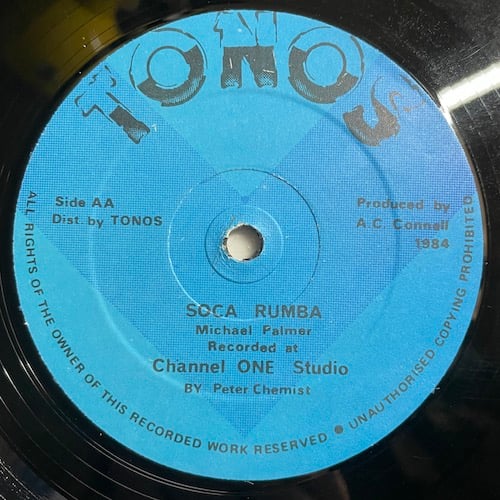 TONOS
Side AA
Dist. by TONOS
Produced by
A.C. Connell
1984
SOCA RUMBA
Michael Palmer
Recorded at
Channel ONE Studio
BY Peter Chemist
ALL RIGHTS OF THE OWNER OF THIS RECORDED WORK RESERVED ● UNAUTHORISED COPYING PROHIBITED